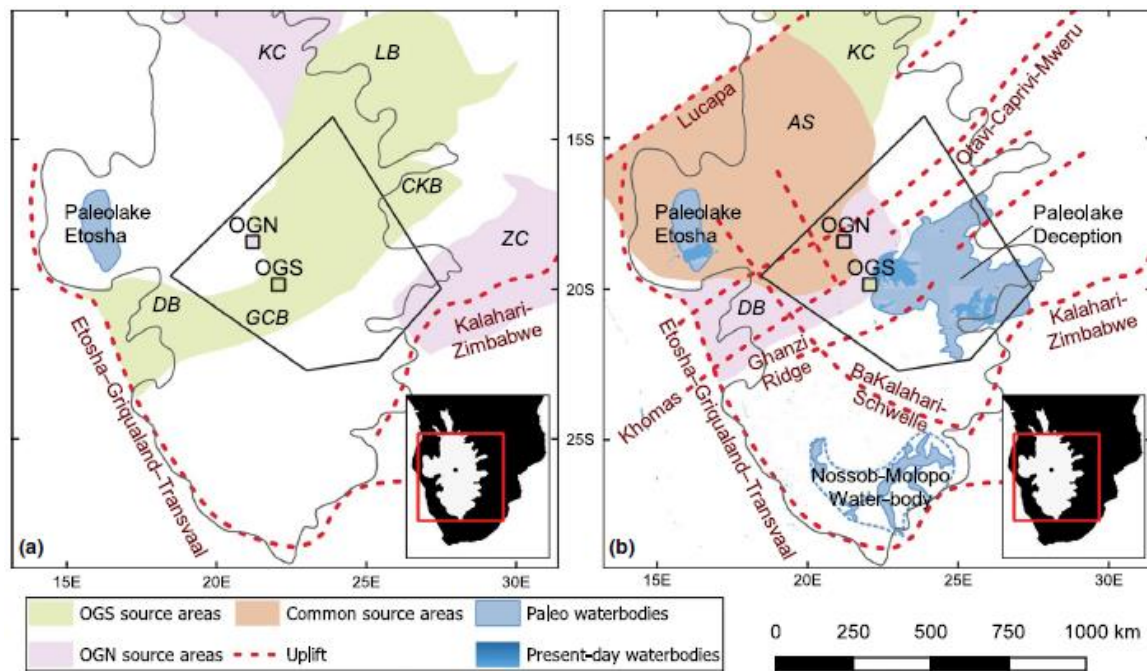 KC
LB
15S
CKB
Paleolake
Etosha
OGN
ZC
OGS
20S
DB
GCB
Kalahari-
Zimbabwe
Etosha-Griqualand-Transvaal
25S
(a)
15E
20E
25E
30E
KC
Lucapa
Otavi-Caprivi-Mweru
AS
15S
Paleolake
Etosha
OGN
Paleolake
Deception
OGS
20S
DB
Kalahari-
Zimbabwe
Ghanzi
Ridge
BaKalahari-
Schwelle
Khomas
Etosha-Griqualand-Transvaal
25S
Nossob-Molopo
Water-body
(b)
15E
20E
25E
30E
OGS source areas
Common source areas
Paleo waterbodies
OGN source areas
Uplift
Present-day waterbodies
0 250 500 750 1000 km